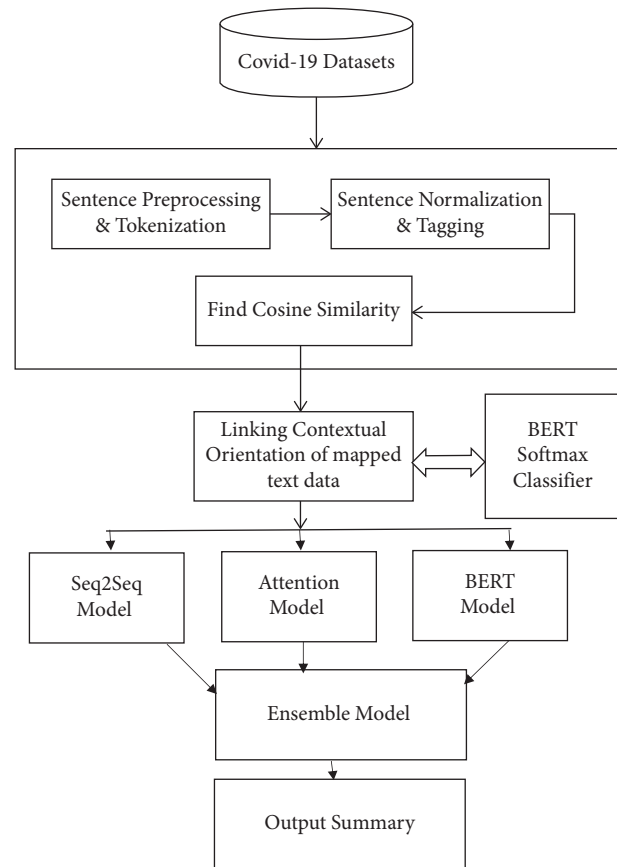 Covid-19 Datasets
Sentence Preprocessing
& Tokenization
Sentence Normalization
& Tagging
Find Cosine Similarity
Linking Contextual
Orientation of mapped
text data
BERT
Softmax
Classifier
Seq2Seq
Model
Attention
Model
BERT
Model
Ensemble Model
Output Summary